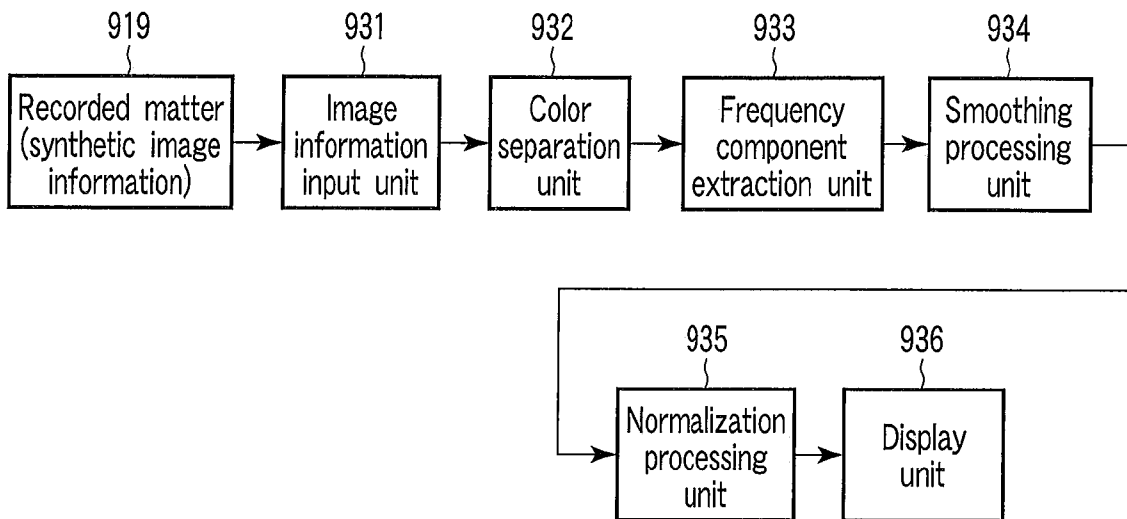 919
931
932
933
934
Recorded matter
(synthetic image
information)
Image
information
input unit
Color
separation
unit
Frequency
component
extraction unit
Smoothing
processing
unit
935
936
Normalization
processing
unit
Display
unit